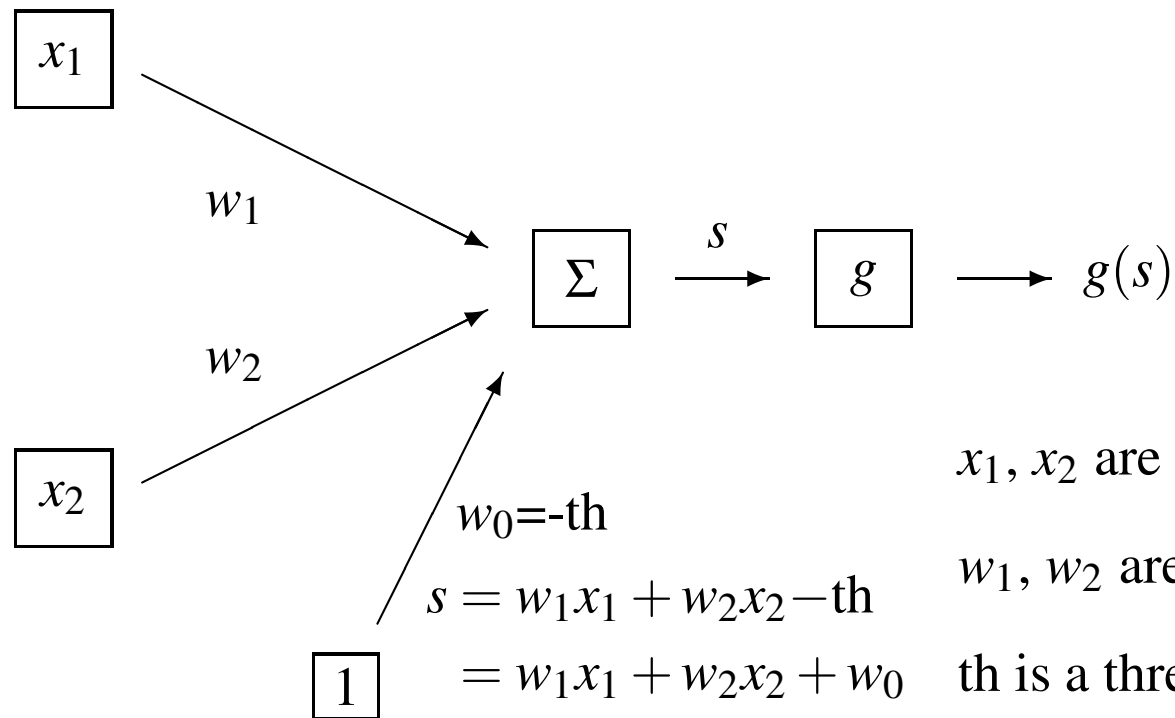 x₁
w₁
s
Σ
g
g(s)
w₂
x₂
x₁, x₂ are
w₀=-th
w₁, w₂ are
s = w₁x₁ + w₂x₂−th
1
= w₁x₁ + w₂x₂ + w₀
th is a thre